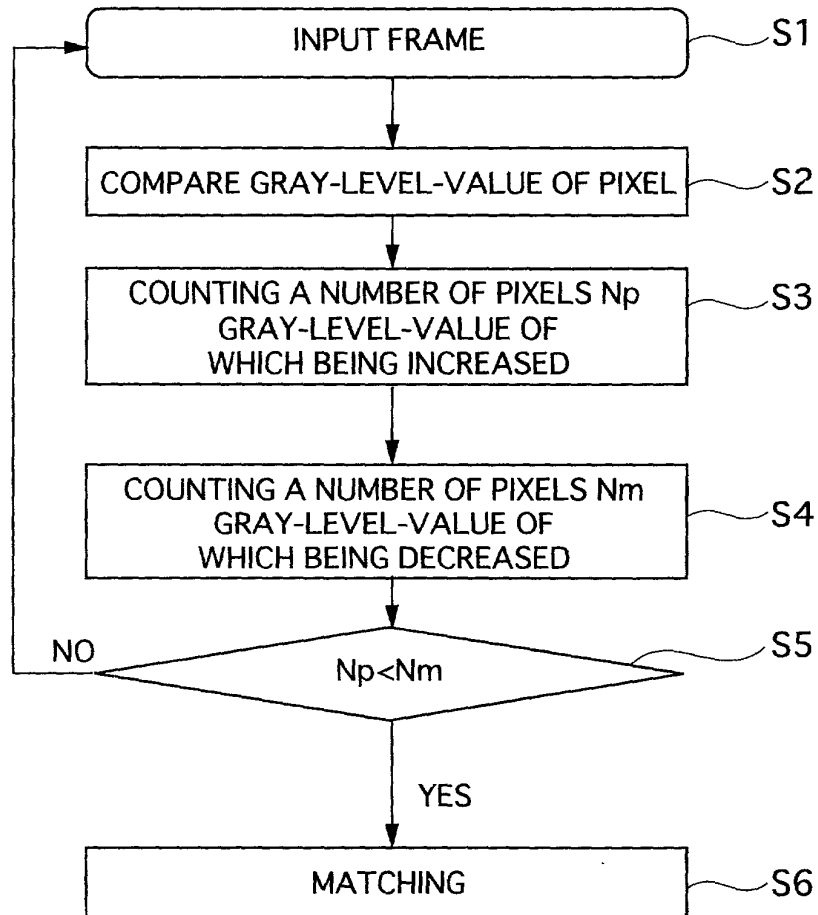 INPUT FRAME
S1
COMPARE GRAY-LEVEL-VALUE OF PIXEL
S2
COUNTING A NUMBER OF PIXELS Np
GRAY-LEVEL-VALUE OF
WHICH BEING INCREASED
S3
COUNTING A NUMBER OF PIXELS Nm
GRAY-LEVEL-VALUE OF
WHICH BEING DECREASED
S4
NO
Np<Nm
S5
YES
MATCHING
S6